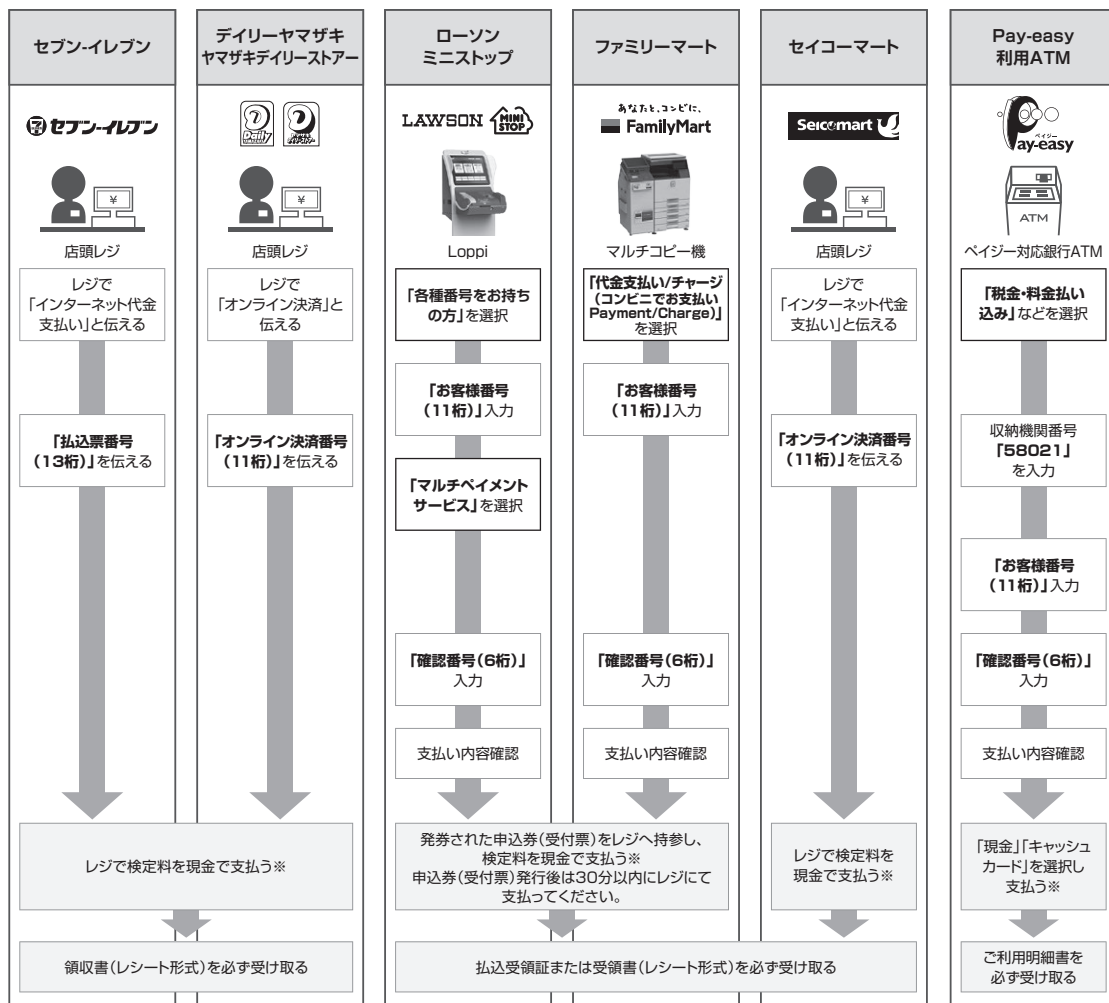 セブン-イレブン
デイリーヤマザキ
ヤマザキデイリーストアー
ローソン
ミニストップ
ファミリーマート
セイコーマート
Pay-easy
利用ATM
セブン-イレブン
Daily
LAWSON
MINI
STOP
あなたと、コンビに、
FamilyMart
Seicomart
ペイジー
Pay-easy
¥
¥
¥
ATM
店頭レジ
店頭レジ
Loppi
マルチコピー機
店頭レジ
ペイジー対応銀行ATM
レジで
「インターネット代金
支払い」と伝える
レジで
「オンライン決済」と
伝える
「各種番号をお持ち
の方」を選択
「代金支払い/チャージ
(コンビニでお支払い
Payment/Charge)」
を選択
レジで
「インターネット代金
支払い」と伝える
「税金・料金払い
込み」などを選択
「お客様番号
(11桁)」入力
「お客様番号
(11桁)」入力
「払込票番号
(13桁)」を伝える
「オンライン決済番号
(11桁)」を伝える
「マルチペイメント
サービス」を選択
「オンライン決済番号
(11桁)」を伝える
収納機関番号
「58021」
を入力
「お客様番号
(11桁)」入力
「確認番号(6桁)」
入力
「確認番号(6桁)」
入力
「確認番号(6桁)」
入力
支払い内容確認
支払い内容確認
支払い内容確認
レジで検定料を現金で支払う※
発券された申込券(受付票)をレジへ持参し、
検定料を現金で支払う※
申込券(受付票)発行後は30分以内にレジにて
支払ってください。
レジで検定料を
現金で支払う※
「現金」「キャッシュ
カード」を選択し
支払う※
領収書(レシート形式)を必ず受け取る
払込受領証または受領書(レシート形式)を必ず受け取る
ご利用明細書を
必ず受け取る